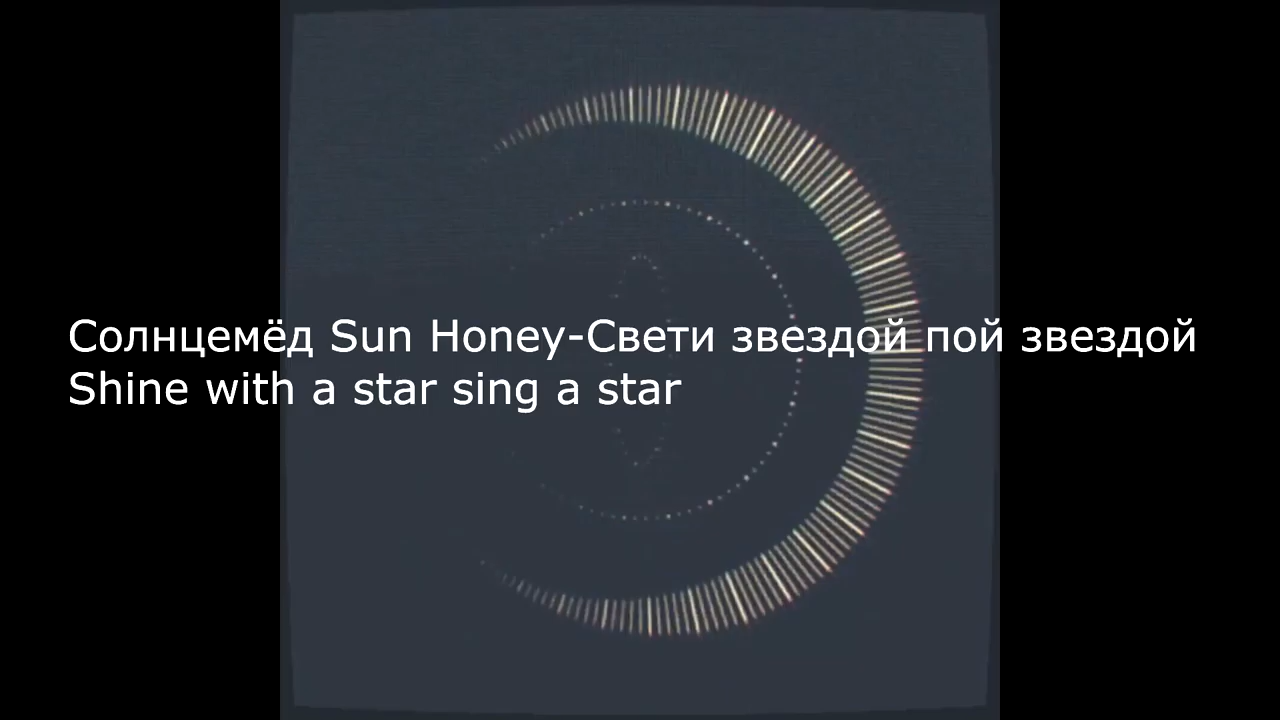 Солнцемёд Sun Honey-Свети звездой пой звездой
Shine with a star sing a star